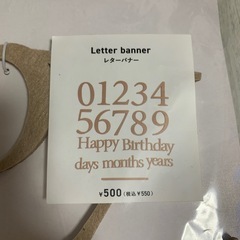 Letter banner
レターバナー
01234
56789
Happy Birthday
days months years
¥500(税込¥550)